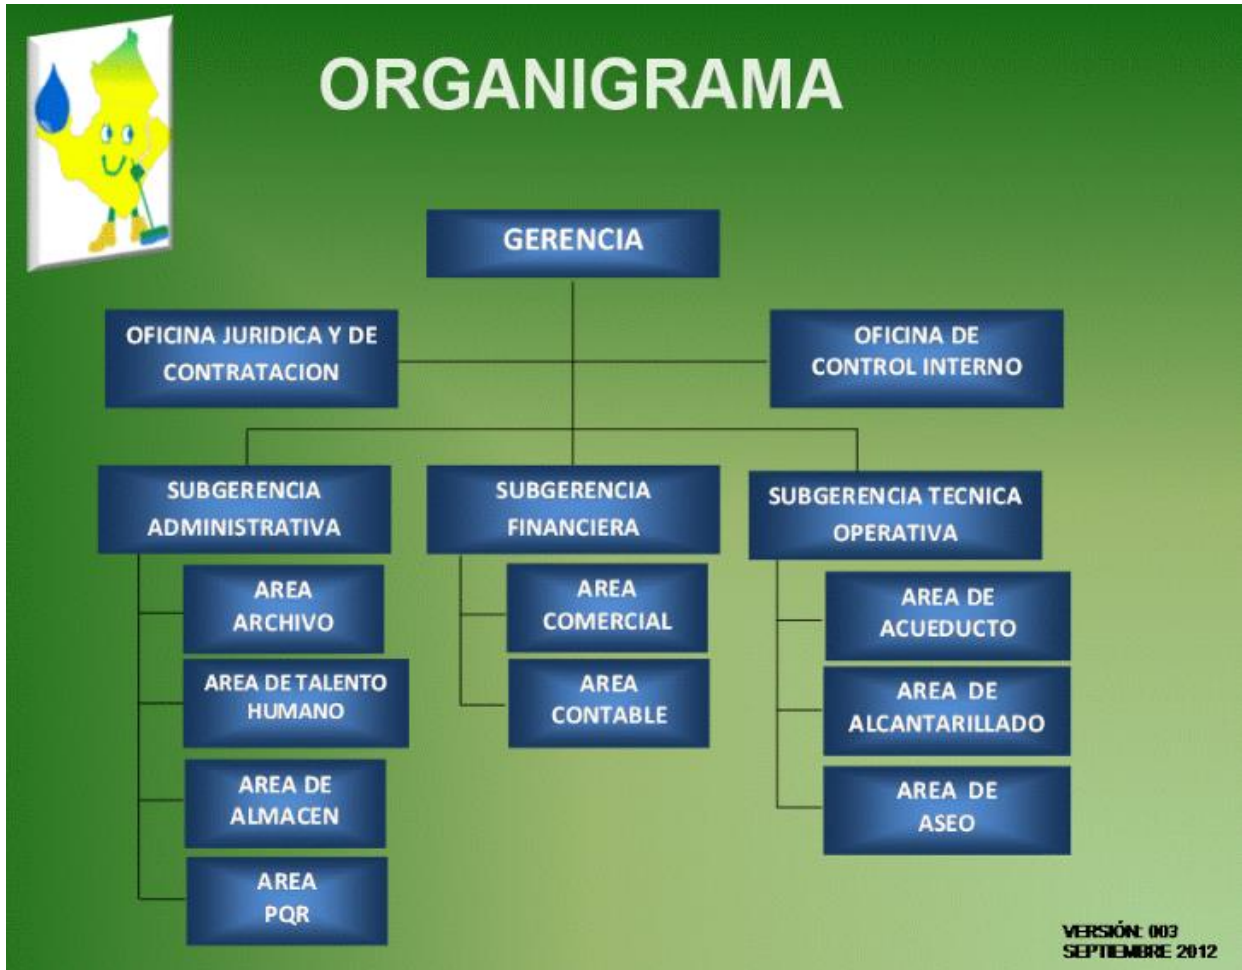 ORGANIGRAMA
GERENCIA
OFICINA JURIDICA Y DE
CONTRATACION
OFICINA DE
CONTROL INTERNO
SUBGERENCIA
ADMINISTRATIVA
SUBGERENCIA
FINANCIERA
SUBGERENCIA TECNICA
OPERATIVA
AREA
ARCHIVO
AREA DE TALENTO
HUMANO
AREA DE
ALMACEN
AREA
PQR
AREA
COMERCIAL
AREA
CONTABLE
AREA DE
ACUEDUCTO
AREA DE
ALCANTARILLADO
AREA DE
ASEO
VERSIÓN: 003
SEPTIEMBRE 2012